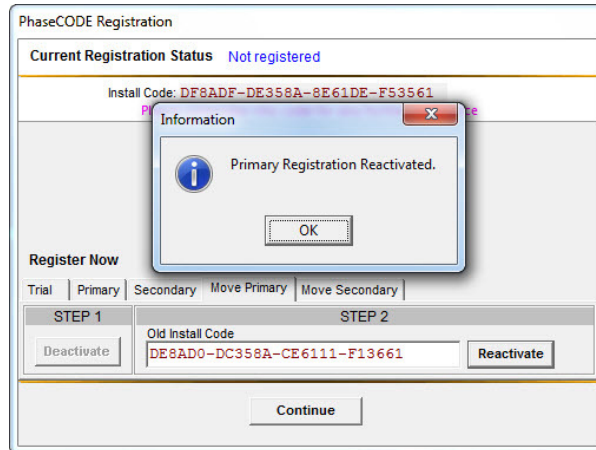 PhaseCODE Registration
Current Registration Status Not registered
Install Code: DF8ADF-DE358A-8E61DE-F53561
Information
X
Primary Registration Reactivated.
OK
Register Now
Trial Primary Secondary Move Primary Move Secondary
STEP 1 STEP 2
Old Install Code
Deactivate DE8AD0-DC358A-CE6111-F13661 Reactivate
Continue